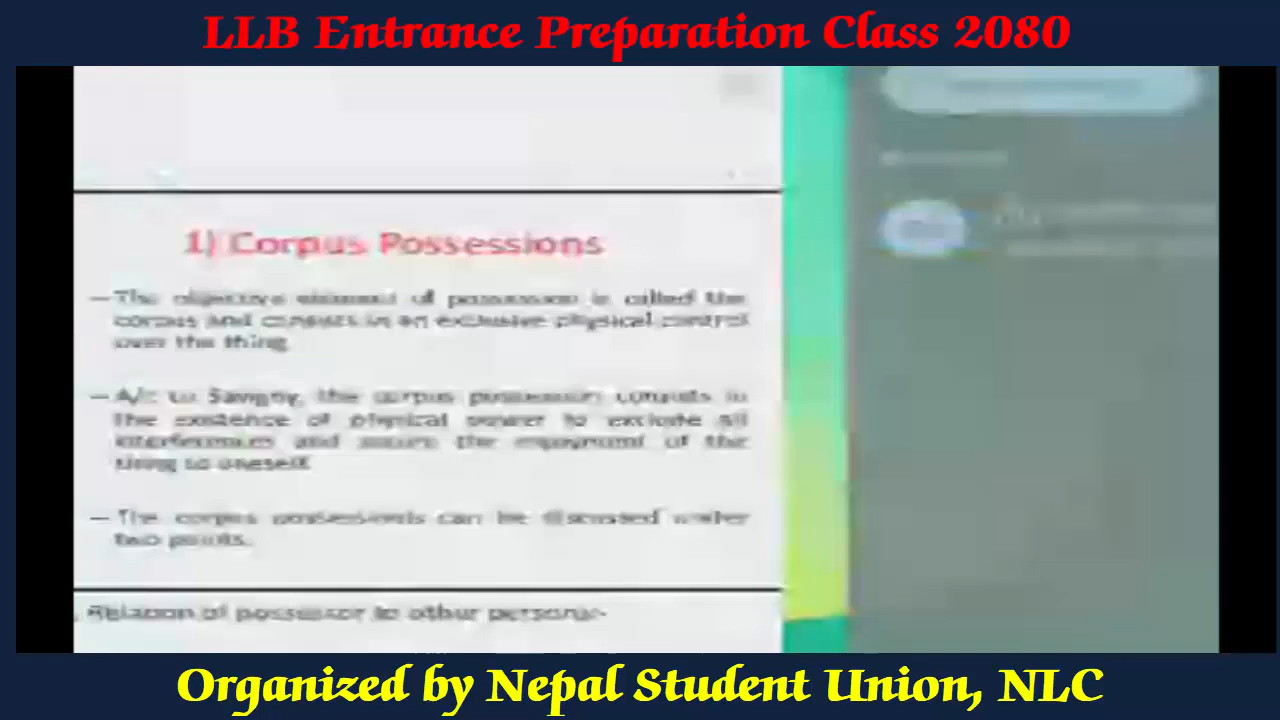 LLB Entrance Preparation Class 2080
1) Corpus Possessions
– The objective element of possession is called the
corpus and consists in an exclusive physical control
over the thing.
– A/c to Savigny, the corpus possession consists in
the existence of physical power to exclude all
interferences and assure the enjoyment of the
thing to oneself.
– The corpus possessionis can be discussed under
two points.
Relation of possessor to other persons:-
Organized by Nepal Student Union, NLC